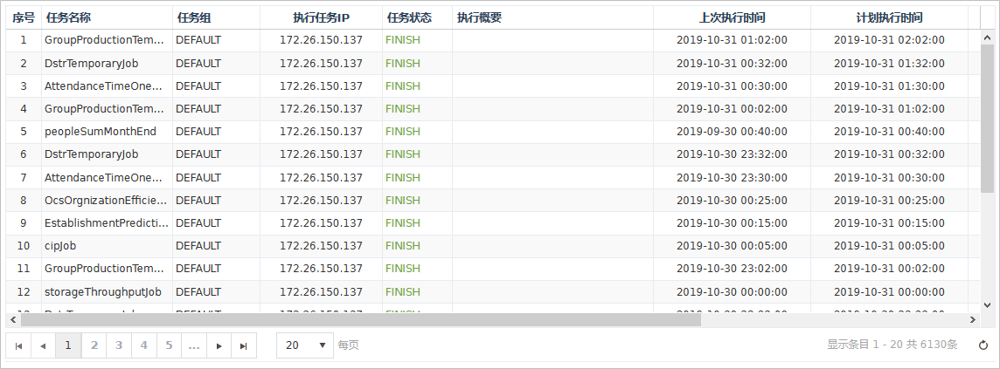 序号 任务名称 任务组 执行任务IP 任务状态 执行概要 上次执行时间 计划执行时间
1 GroupProductionTem... DEFAULT 172.26.150.137 FINISH 2019-10-31 01:02:00 2019-10-31 02:02:00
2 DstrTemporaryJob DEFAULT 172.26.150.137 FINISH 2019-10-31 00:32:00 2019-10-31 01:32:00
3 AttendanceTimeOne... DEFAULT 172.26.150.137 FINISH 2019-10-31 00:30:00 2019-10-31 01:30:00
4 GroupProductionTem... DEFAULT 172.26.150.137 FINISH 2019-10-31 00:02:00 2019-10-31 01:02:00
5 peopleSumMonthEnd DEFAULT 172.26.150.137 FINISH 2019-09-30 00:40:00 2019-10-31 00:40:00
6 DstrTemporaryJob DEFAULT 172.26.150.137 FINISH 2019-10-30 23:32:00 2019-10-31 00:32:00
7 AttendanceTimeOne... DEFAULT 172.26.150.137 FINISH 2019-10-30 23:30:00 2019-10-31 00:30:00
8 OcsOrgnizationEfficie... DEFAULT 172.26.150.137 FINISH 2019-10-30 00:25:00 2019-10-31 00:25:00
9 EstablishmentPredicti... DEFAULT 172.26.150.137 FINISH 2019-10-30 00:15:00 2019-10-31 00:15:00
10 cipJob DEFAULT 172.26.150.137 FINISH 2019-10-30 00:05:00 2019-10-31 00:05:00
11 GroupProductionTem... DEFAULT 172.26.150.137 FINISH 2019-10-30 23:02:00 2019-10-31 00:02:00
12 storageThroughputJob DEFAULT 172.26.150.137 FINISH 2019-10-30 00:00:00 2019-10-31 00:00:00
1 2 3 4 5 ... 20 每页 显示条目 1 - 20 共 6130条